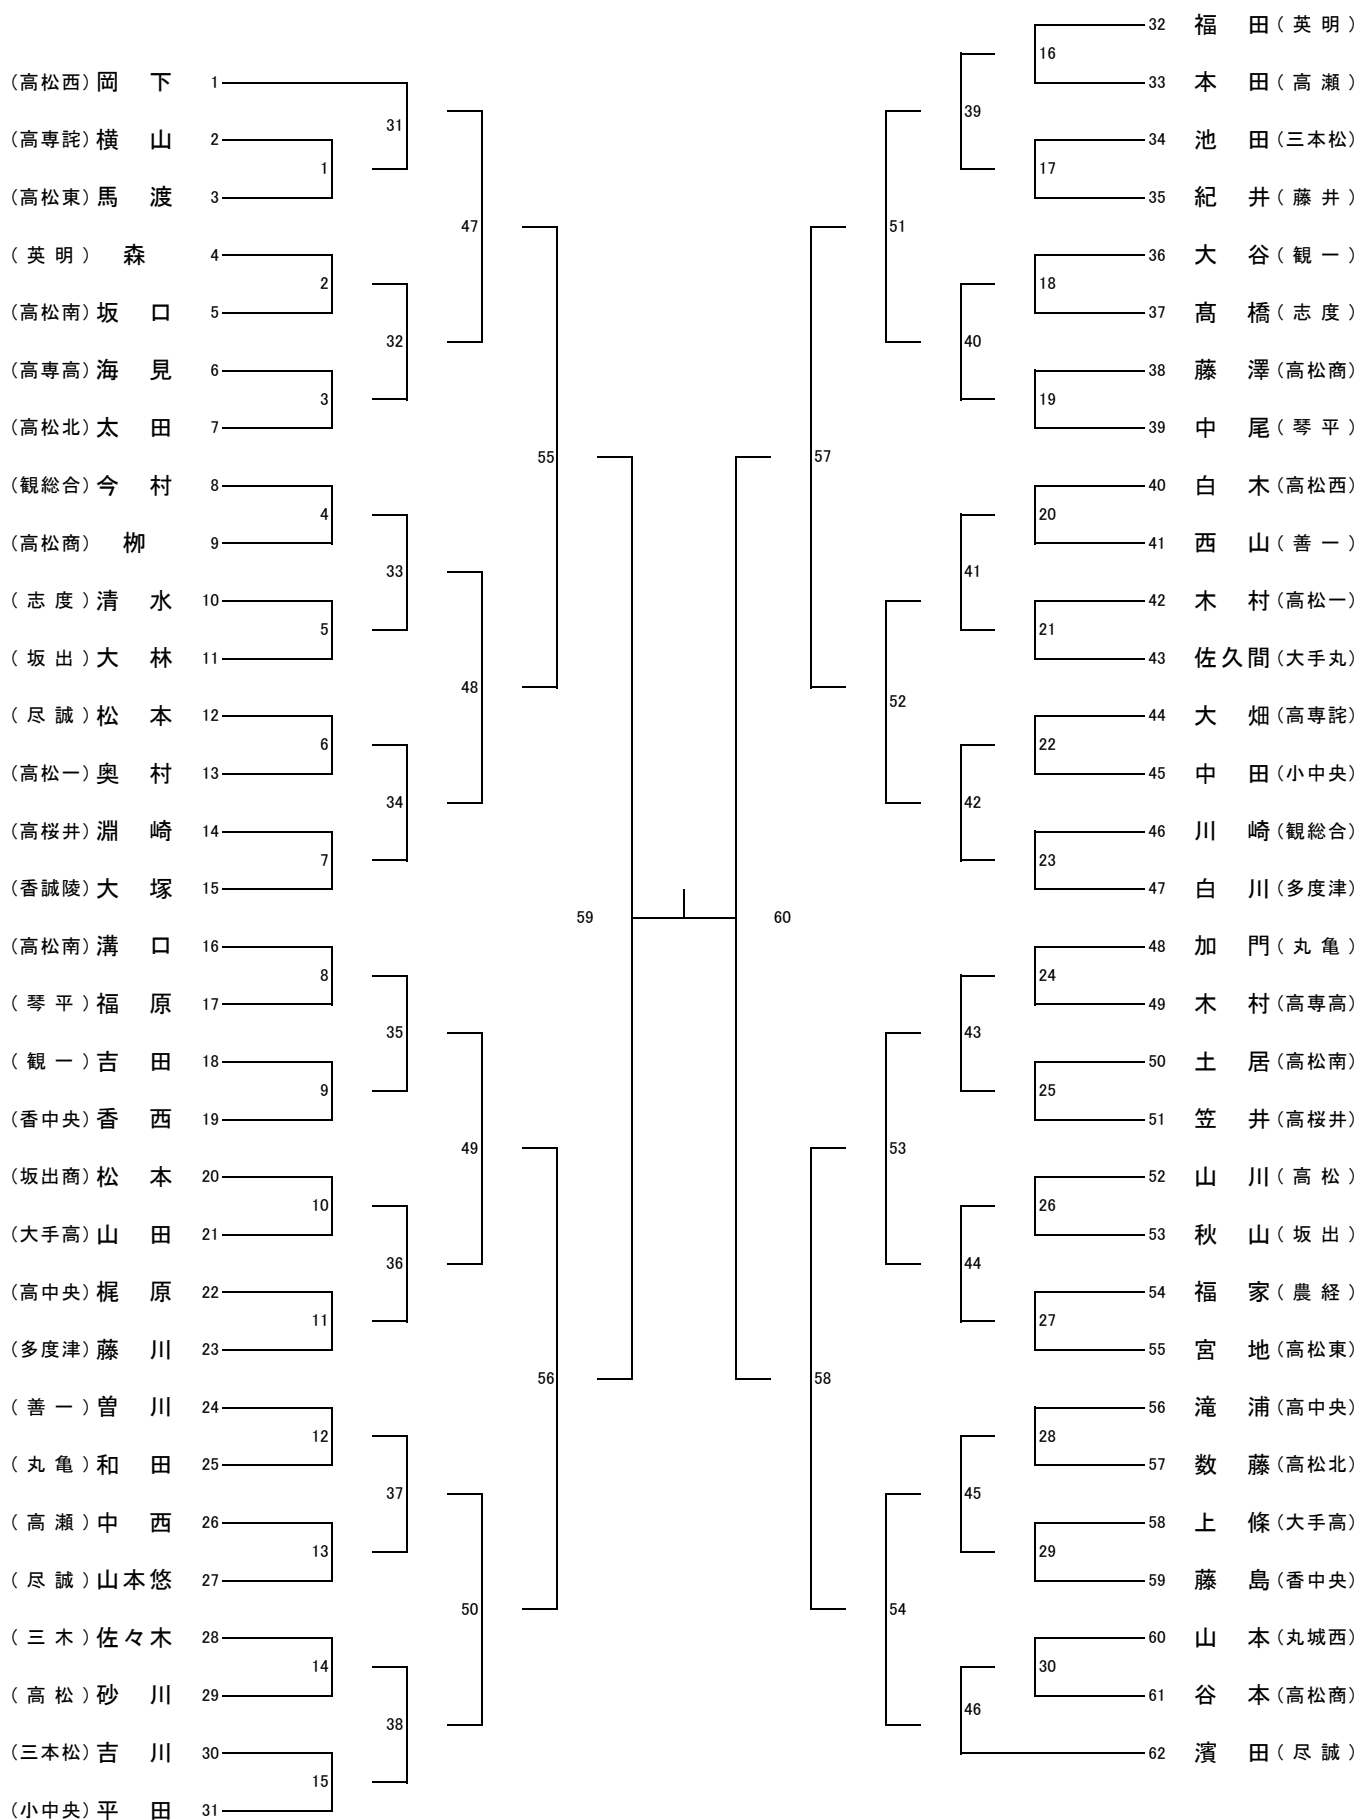 (高松西) 岡 下 1
(高専詫) 横 山 2
(高松東) 馬 渡 3
(英明) 森 4
(高松南) 坂 口 5
(高専高) 海 見 6
(高松北) 太 田 7
(観総合) 今 村 8
(高松商) 栁 9
(志度) 清 水 10
(坂出) 大 林 11
(尽誠) 松 本 12
(高松一) 奥 村 13
(高桜井) 淵 崎 14
(香誠陵) 大 塚 15
(高松南) 溝 口 16
(琴平) 福 原 17
(観一) 吉 田 18
(香中央) 香 西 19
(坂出商) 松 本 20
(大手高) 山 田 21
(高中央) 梶 原 22
(多度津) 藤 川 23
(善一) 曽 川 24
(丸亀) 和 田 25
(高瀬) 中 西 26
(尽誠) 山本悠 27
(三木) 佐々木 28
(高松) 砂 川 29
(三本松) 吉 川 30
(小中央) 平 田 31
1
2
3
4
5
6
7
8
9
10
11
12
13
14
15
31
32
33
34
35
36
37
38
47
48
49
50
55
56
59
60
57
58
51
52
53
54
39
40
41
42
43
44
45
46
16
17
18
19
20
21
22
23
24
25
26
27
28
29
30
32 福 田 (英明)
33 本 田 (高瀬)
34 池 田 (三本松)
35 紀 井 (藤井)
36 大 谷 (観一)
37 髙 橋 (志度)
38 藤 澤 (高松商)
39 中 尾 (琴平)
40 白 木 (高松西)
41 西 山 (善一)
42 木 村 (高松一)
43 佐久間 (大手丸)
44 大 畑 (高専詫)
45 中 田 (小中央)
46 川 崎 (観総合)
47 白 川 (多度津)
48 加 門 (丸亀)
49 木 村 (高専高)
50 土 居 (高松南)
51 笠 井 (高桜井)
52 山 川 (高松)
53 秋 山 (坂出)
54 福 家 (農経)
55 宮 地 (高松東)
56 滝 浦 (高中央)
57 数 藤 (高松北)
58 上 條 (大手高)
59 藤 島 (香中央)
60 山 本 (丸城西)
61 谷 本 (高松商)
62 濱 田 (尽誠)